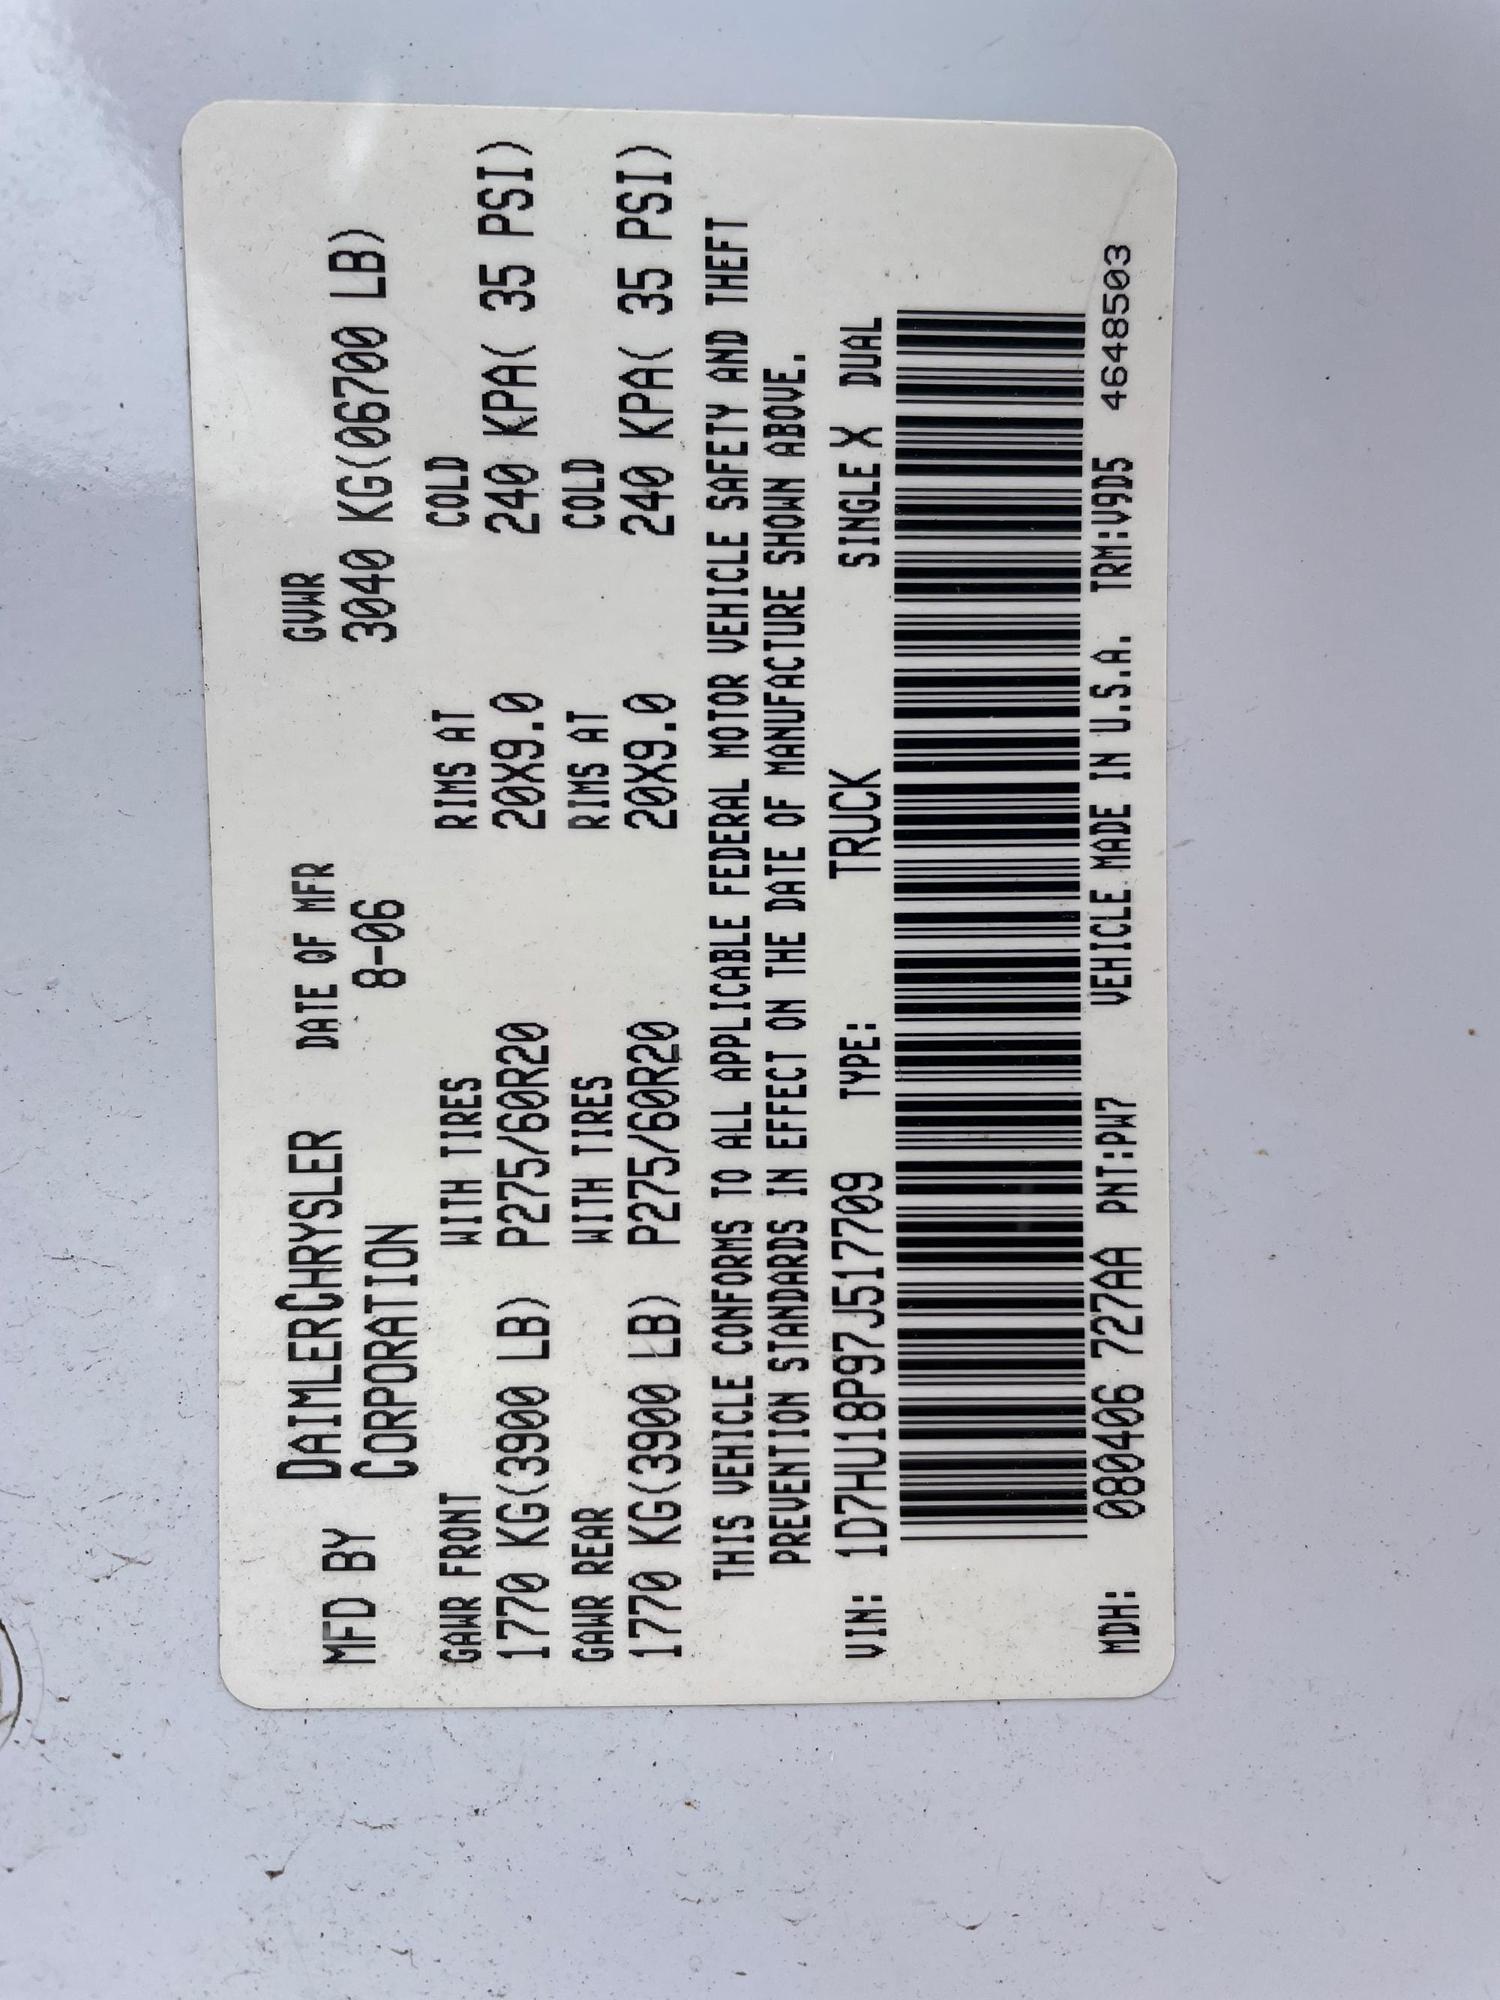 MFD BY DAIMLERCHRYSLER CORPORATION
DATE OF MFR 8-06
GVWR 3040 KG(06700 LB)
GAWR FRONT WITH TIRES RIMS AT COLD
1770 KG(3900 LB) P275/60R20 20X9.0 240 KPA( 35 PSI)
GAWR REAR WITH TIRES RIMS AT COLD
1770 KG(3900 LB) P275/60R20 20X9.0 240 KPA( 35 PSI)
THIS VEHICLE CONFORMS TO ALL APPLICABLE FEDERAL MOTOR VEHICLE SAFETY AND THEFT
PREVENTION STANDARDS IN EFFECT ON THE DATE OF MANUFACTURE SHOWN ABOVE.
VIN: 1D7HU18P97J517709 TYPE: TRUCK SINGLE X DUAL
MDH: 080406 727AA PNT:PW7 VEHICLE MADE IN U.S.A. TRM:V9D5 4648503